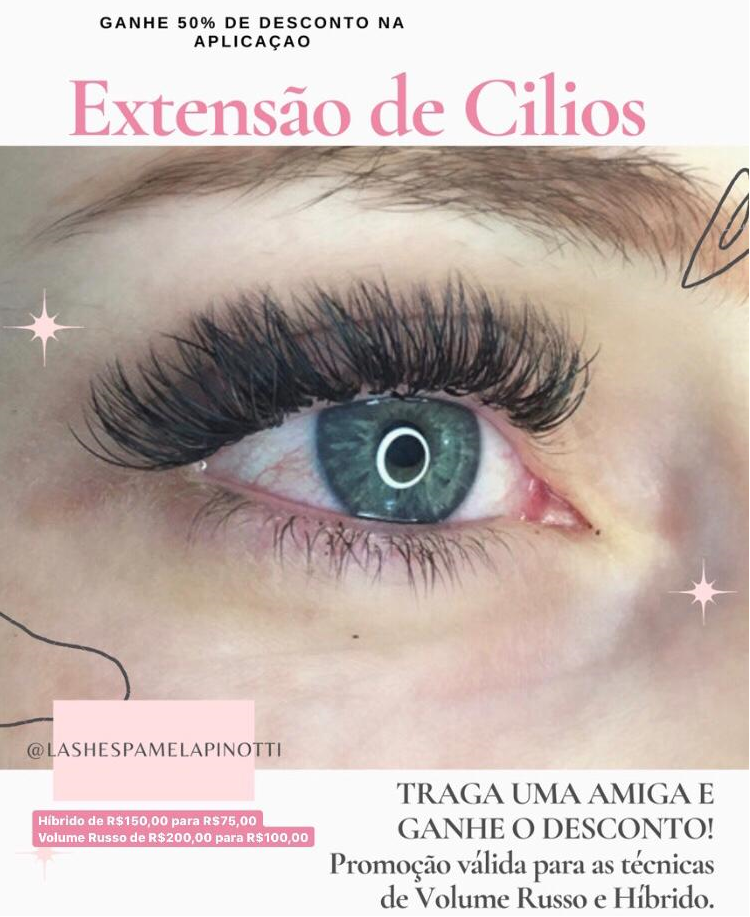 GANHE 50% DE DESCONTO NA
APLICAÇAO
Extensão de Cilios
@LASHESPAMELAPINOTTI
Híbrido de R$150,00 para R$75,00
Volume Russo de R$200,00 para R$100,00
TRAGA UMA AMIGA E
GANHE O DESCONTO!
Promoção válida para as técnicas
de Volume Russo e Híbrido.